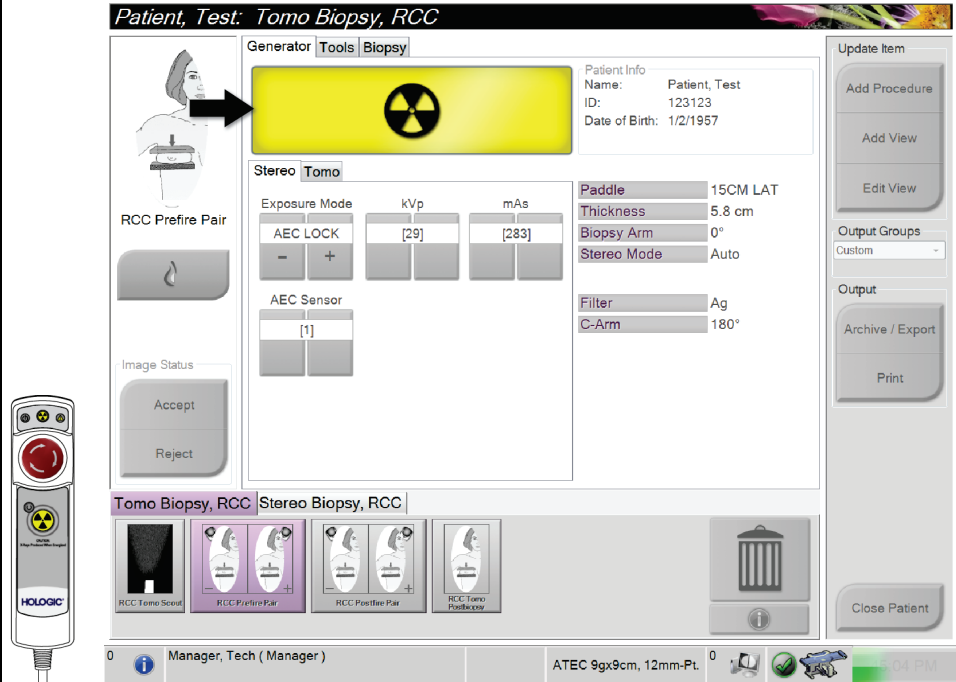 Patient, Test: Tomo Biopsy, RCC
Generator Tools Biopsy
Patient Info
Name: Patient, Test
ID: 123123
Date of Birth: 1/2/1957
RCC Prefire Pair
Stereo Tomo
Exposure Mode kVp mAs
AEC LOCK [29] [283]
- +
AEC Sensor
[1]
Paddle 15CM LAT
Thickness 5.8 cm
Biopsy Arm 0°
Stereo Mode Auto
Filter Ag
C-Arm 180°
Image Status
Accept
Reject
Update Item
Add Procedure
Add View
Edit View
Output Groups
Custom
Output
Archive / Export
Print
Close Patient
Tomo Biopsy, RCC Stereo Biopsy, RCC
RCC Tomo Scout
RCC Prefire Pair
RCC Postfire Pair
RCC Tomo
Postbiopsy
HOLOGIC
0 Manager, Tech ( Manager ) ATEC 9gx9cm, 12mm-Pt. 0 5:04 PM